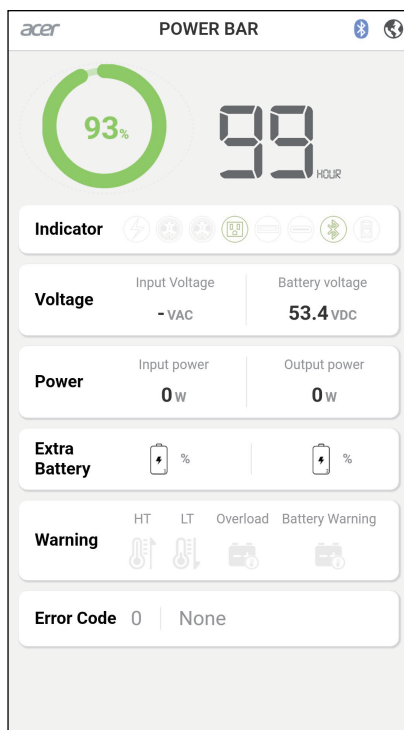 acer POWER BAR
93%
99 HOUR
Indicator
Input Voltage Battery voltage
Voltage
- VAC 53.4 VDC
Input power Output power
Power
0 W 0 W
Extra
Battery
% %
HT LT Overload Battery Warning
Warning
Error Code 0 None